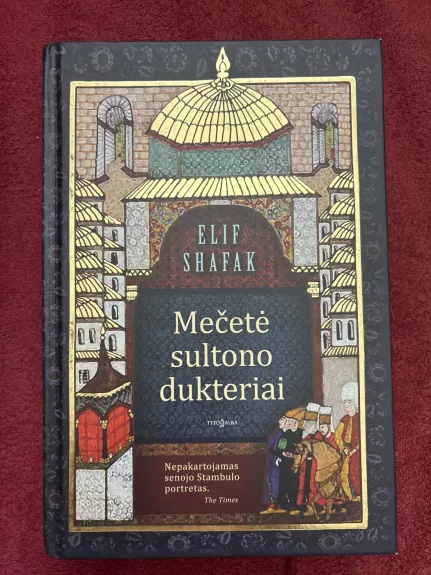 ELIF
SHAFAK
Mečetė
sultono
dukteriai
TYTO ALBA
Nepakartojamas
senojo Stambulo
portretas.
The Times